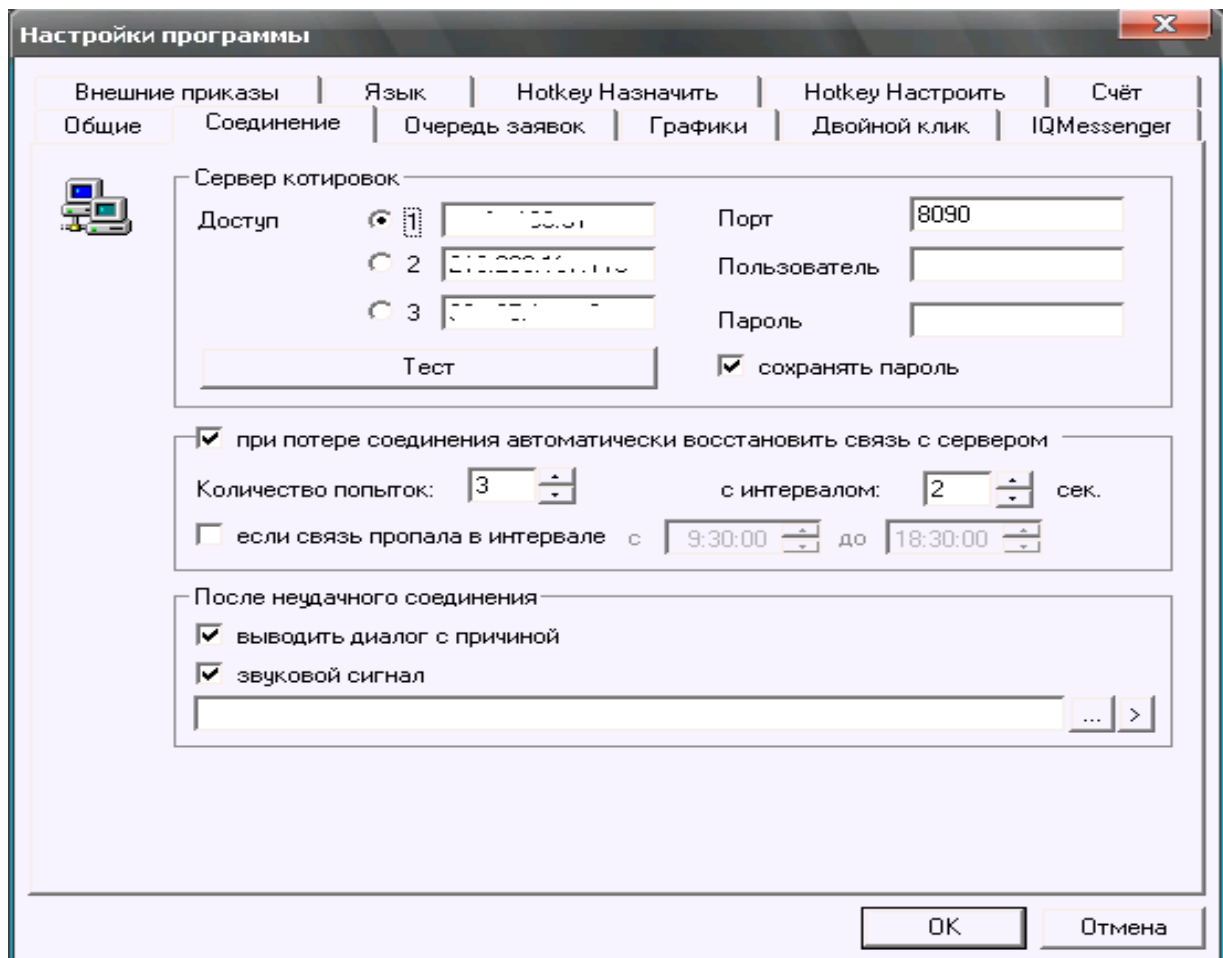 Настройки программы
Внешние приказы Язык Hotkey Назначить Hotkey Настроить Счёт
Общие Соединение Очередь заявок Графики Двойной клик IQMessenger
Сервер котировок
Доступ 1 Порт 8090
2 Пользователь
3 Пароль
Тест сохранять пароль
при потере соединения автоматически восстановить связь с сервером
Количество попыток: 3 с интервалом: 2 сек.
если связь пропала в интервале с 9:30:00 до 18:30:00
После неудачного соединения
выводить диалог с причиной
звуковой сигнал
... >
OK Отмена